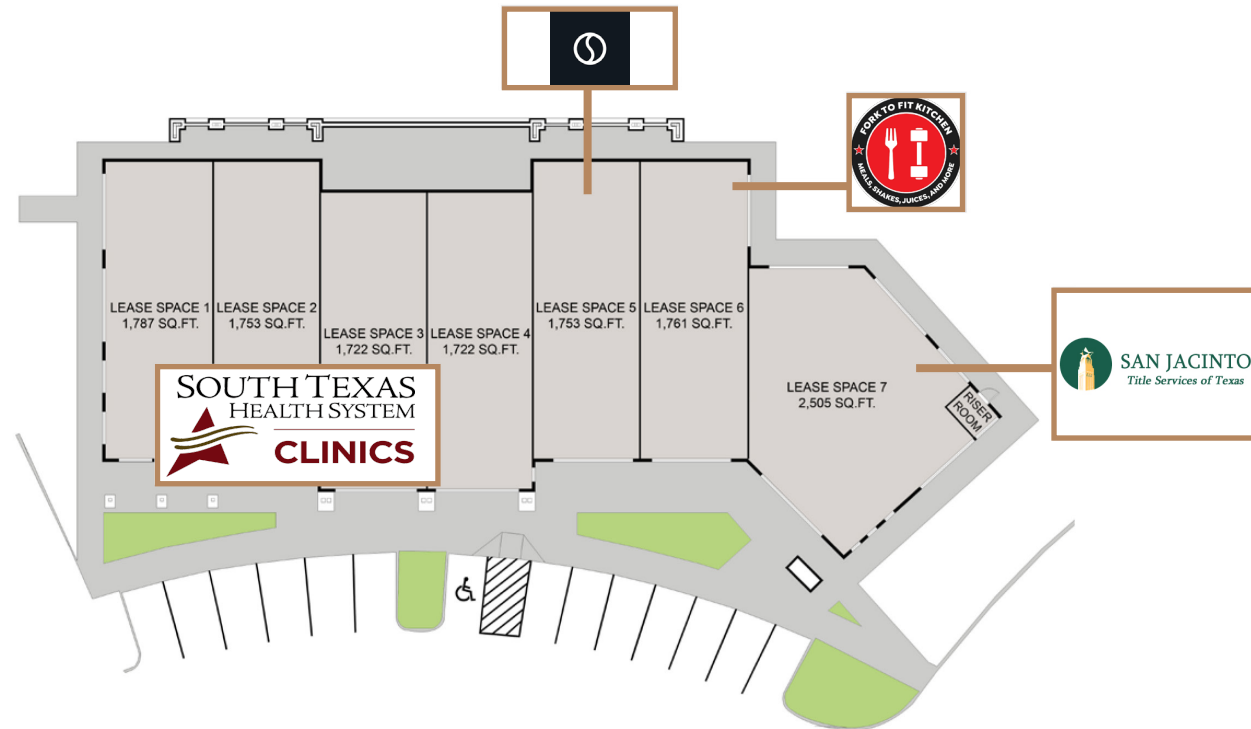 FORK TO FIT KITCHEN
MEALS, SHAKES, JUICES, AND MORE
LEASE SPACE 1
1,787 SQ.FT.
LEASE SPACE 2
1,753 SQ.FT.
LEASE SPACE 3
1,722 SQ.FT.
LEASE SPACE 4
1,722 SQ.FT.
LEASE SPACE 5
1,753 SQ.FT.
LEASE SPACE 6
1,761 SQ.FT.
SAN JACINTO
Title Services of Texas
LEASE SPACE 7
2,505 SQ.FT.
RISER
ROOM
SOUTH TEXAS
HEALTH SYSTEM
CLINICS